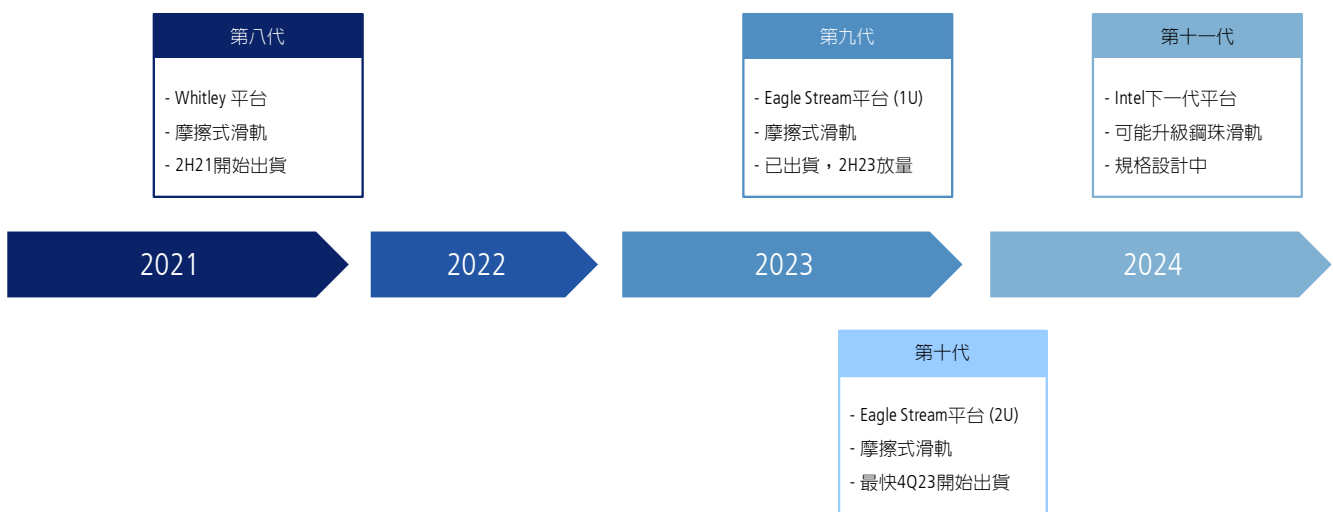 第八代
- Whitley 平台
- 摩擦式滑軌
- 2H21開始出貨
第九代
- Eagle Stream平台 (1U)
- 摩擦式滑軌
- 已出貨，2H23放量
第十一代
- Intel下一代平台
- 可能升級鋼珠滑軌
- 規格設計中
2021
2022
2023
2024
第十代
- Eagle Stream平台 (2U)
- 摩擦式滑軌
- 最快4Q23開始出貨